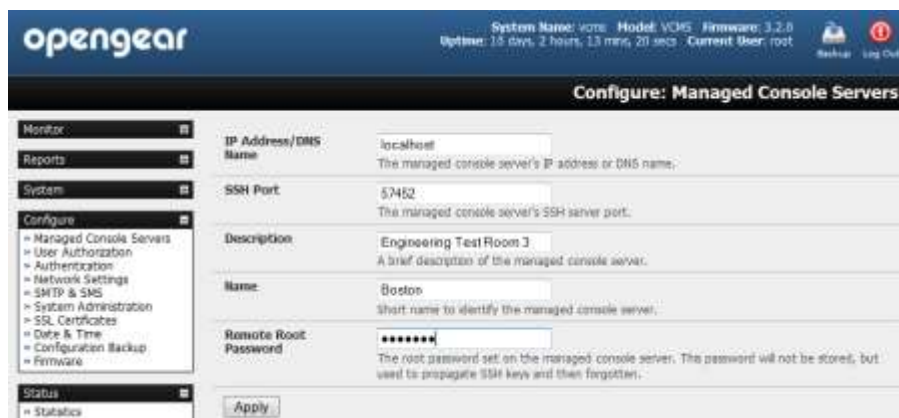 opengear
System Name: vcms Model: VCMS Firmware: 3.2.0
Uptime: 16 days, 2 hours, 13 mins, 20 secs Current User: root
Backup
Log Out
Configure: Managed Console Servers
Monitor
Reports
System
Configure
» Managed Console Servers
» User Authorization
» Authentication
» Network Settings
» SMTP & SMS
» System Administration
» SSL Certificates
» Date & Time
» Configuration Backup
» Firmware
Status
» Statistics
IP Address/DNS Name
localhost
The managed console server's IP address or DNS name.
SSH Port
57452
The managed console server's SSH server port.
Description
Engineering Test Room 3
A brief description of the managed console server.
Name
Boston
Short name to identify the managed console server.
Remote Root Password
•••••••
The root password set on the managed console server. This password will not be stored, but
used to propagate SSH keys and then forgotten.
Apply